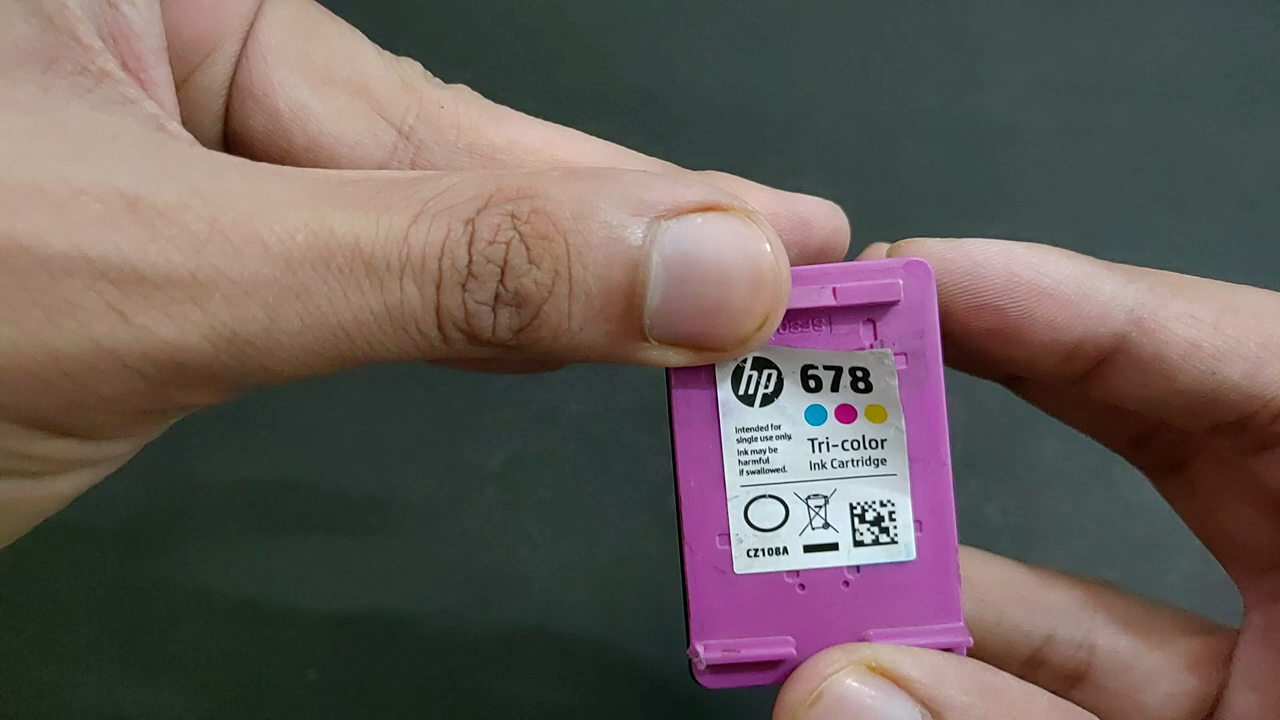 hp 678
Intended for
single use only.
Ink may be
harmful
if swallowed.
Tri-color
Ink Cartridge
CZ108A